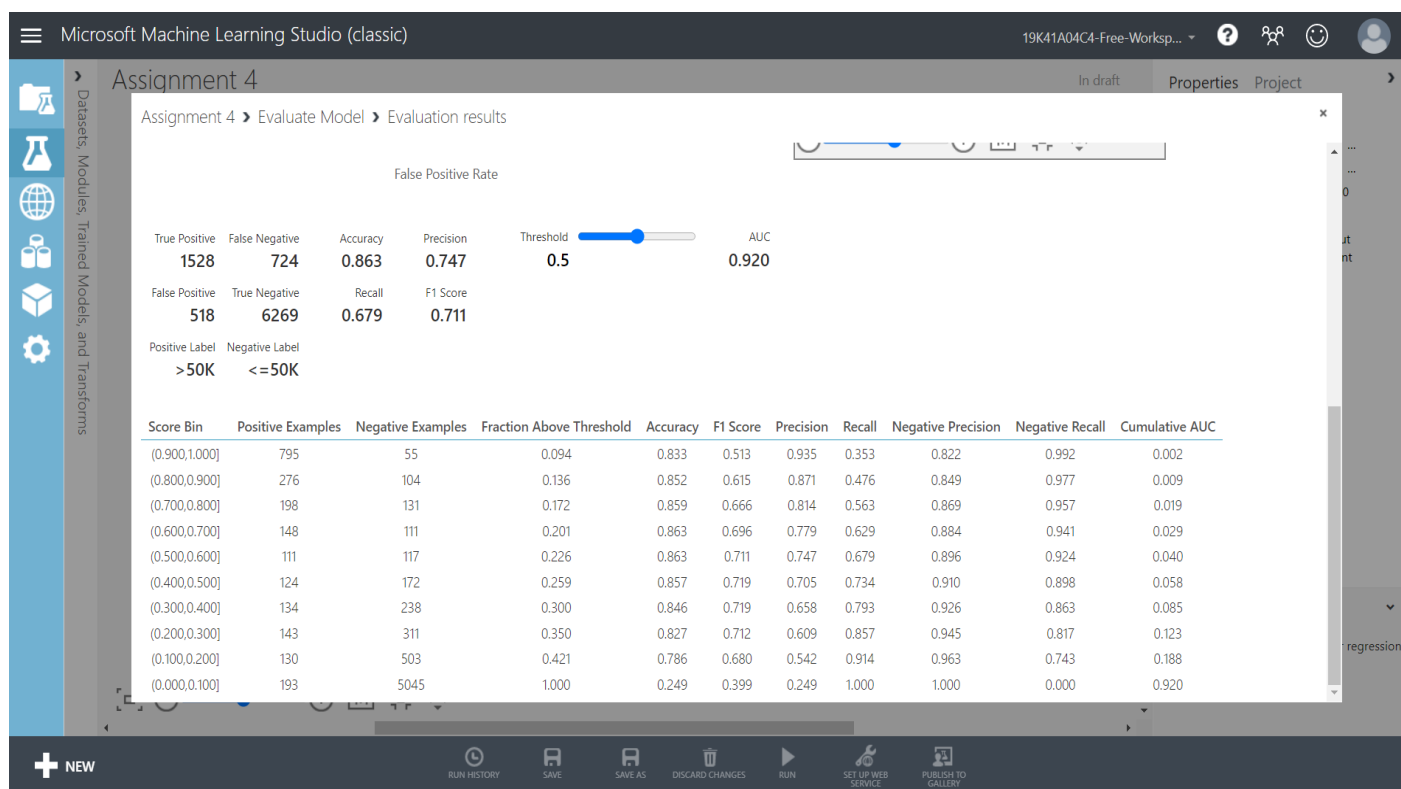 Microsoft Machine Learning Studio (classic)
19K41A04C4-Free-Worksp...
Assignment 4
In draft
Properties Project
Datasets, Modules, Trained Models, and Transforms
Assignment 4 > Evaluate Model > Evaluation results
False Positive Rate
True Positive False Negative Accuracy Precision Threshold AUC
1528 724 0.863 0.747 0.5 0.920
False Positive True Negative Recall F1 Score
518 6269 0.679 0.711
Positive Label Negative Label
>50K <=50K
Score Bin Positive Examples Negative Examples Fraction Above Threshold Accuracy F1 Score Precision Recall Negative Precision Negative Recall Cumulative AUC
(0.900,1.000] 795 55 0.094 0.833 0.513 0.935 0.353 0.822 0.992 0.002
(0.800,0.900] 276 104 0.136 0.852 0.615 0.871 0.476 0.849 0.977 0.009
(0.700,0.800] 198 131 0.172 0.859 0.666 0.814 0.563 0.869 0.957 0.019
(0.600,0.700] 148 111 0.201 0.863 0.696 0.779 0.629 0.884 0.941 0.029
(0.500,0.600] 111 117 0.226 0.863 0.711 0.747 0.679 0.896 0.924 0.040
(0.400,0.500] 124 172 0.259 0.857 0.719 0.705 0.734 0.910 0.898 0.058
(0.300,0.400] 134 238 0.300 0.846 0.719 0.658 0.793 0.926 0.863 0.085
(0.200,0.300] 143 311 0.350 0.827 0.712 0.609 0.857 0.945 0.817 0.123
(0.100,0.200] 130 503 0.421 0.786 0.680 0.542 0.914 0.963 0.743 0.188
(0.000,0.100] 193 5045 1.000 0.249 0.399 0.249 1.000 1.000 0.000 0.920
regression
NEW
RUN HISTORY
SAVE
SAVE AS
DISCARD CHANGES
RUN
SET UP WEB
SERVICE
PUBLISH TO
GALLERY